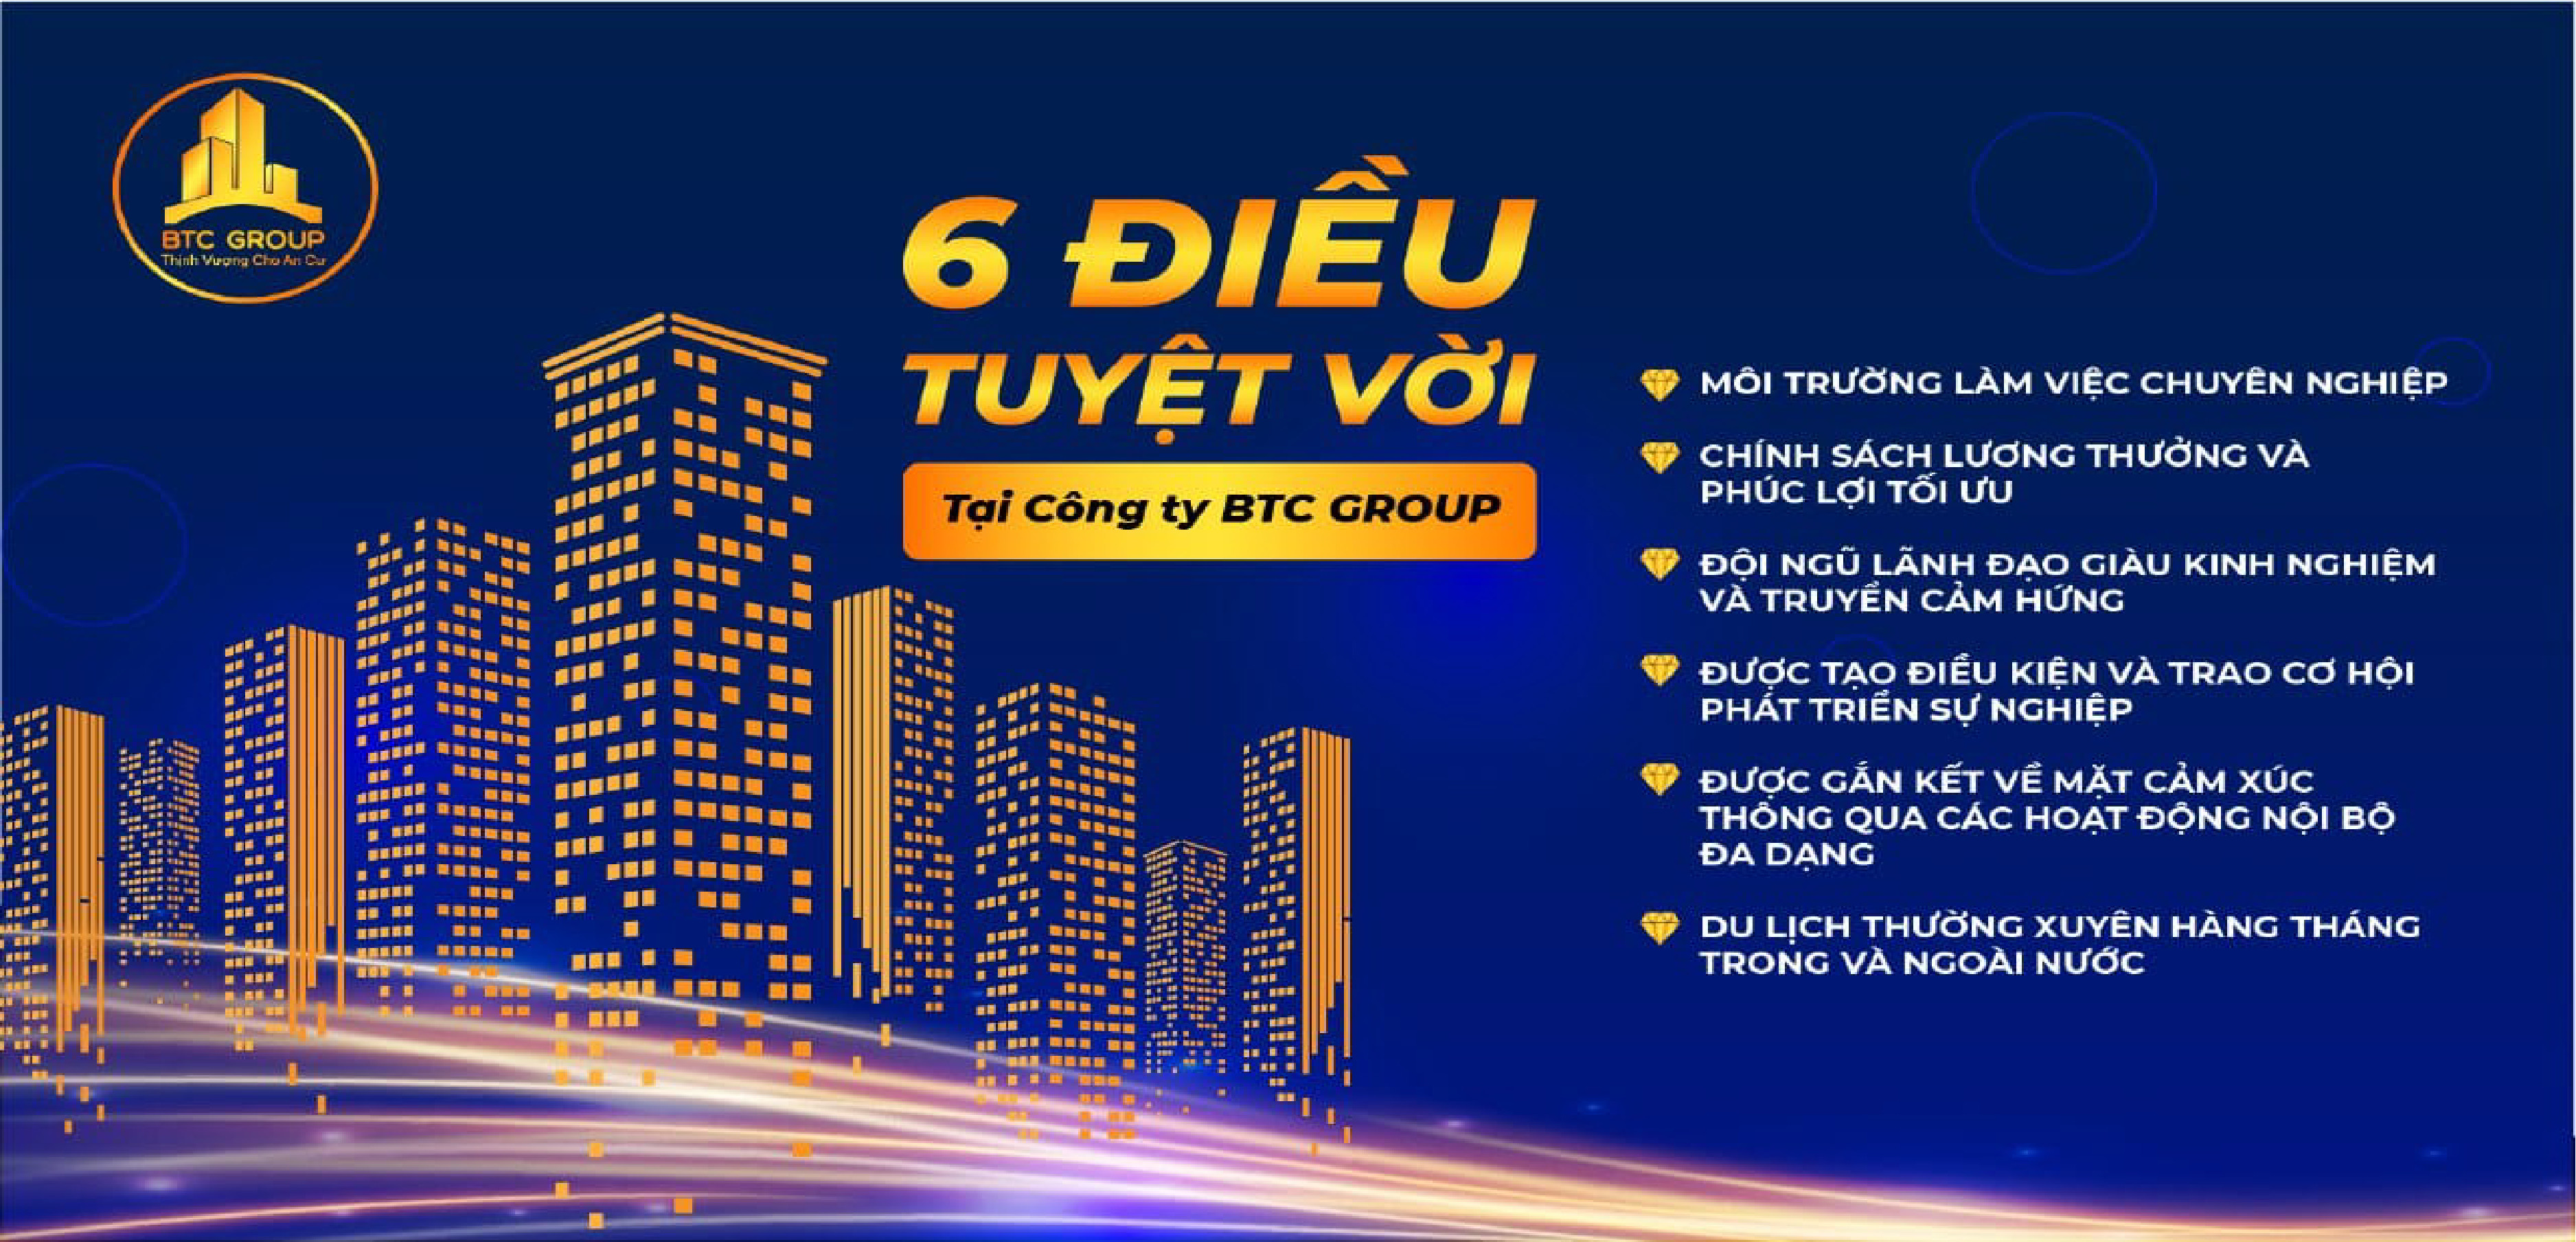 BTC GROUP
Thịnh Vượng Cho An Cư
6 ĐIỀU
TUYỆT VỜI
Tại Công ty BTC GROUP
MÔI TRƯỜNG LÀM VIỆC CHUYÊN NGHIỆP
CHÍNH SÁCH LƯƠNG THƯỞNG VÀ
PHÚC LỢI TỐI ƯU
ĐỘI NGŨ LÃNH ĐẠO GIÀU KINH NGHIỆM
VÀ TRUYỀN CẢM HỨNG
ĐƯỢC TẠO ĐIỀU KIỆN VÀ TRAO CƠ HỘI
PHÁT TRIỂN SỰ NGHIỆP
ĐƯỢC GẮN KẾT VỀ MẶT CẢM XÚC
THÔNG QUA CÁC HOẠT ĐỘNG NỘI BỘ
ĐA DẠNG
DU LỊCH THƯỜNG XUYÊN HÀNG THÁNG
TRONG VÀ NGOÀI NƯỚC